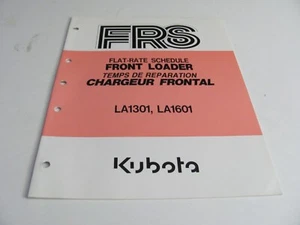 FRS
FLAT-RATE SCHEDULE
FRONT LOADER
TEMPS DE REPARATION
CHARGEUR FRONTAL
LA1301, LA1601
Kubota